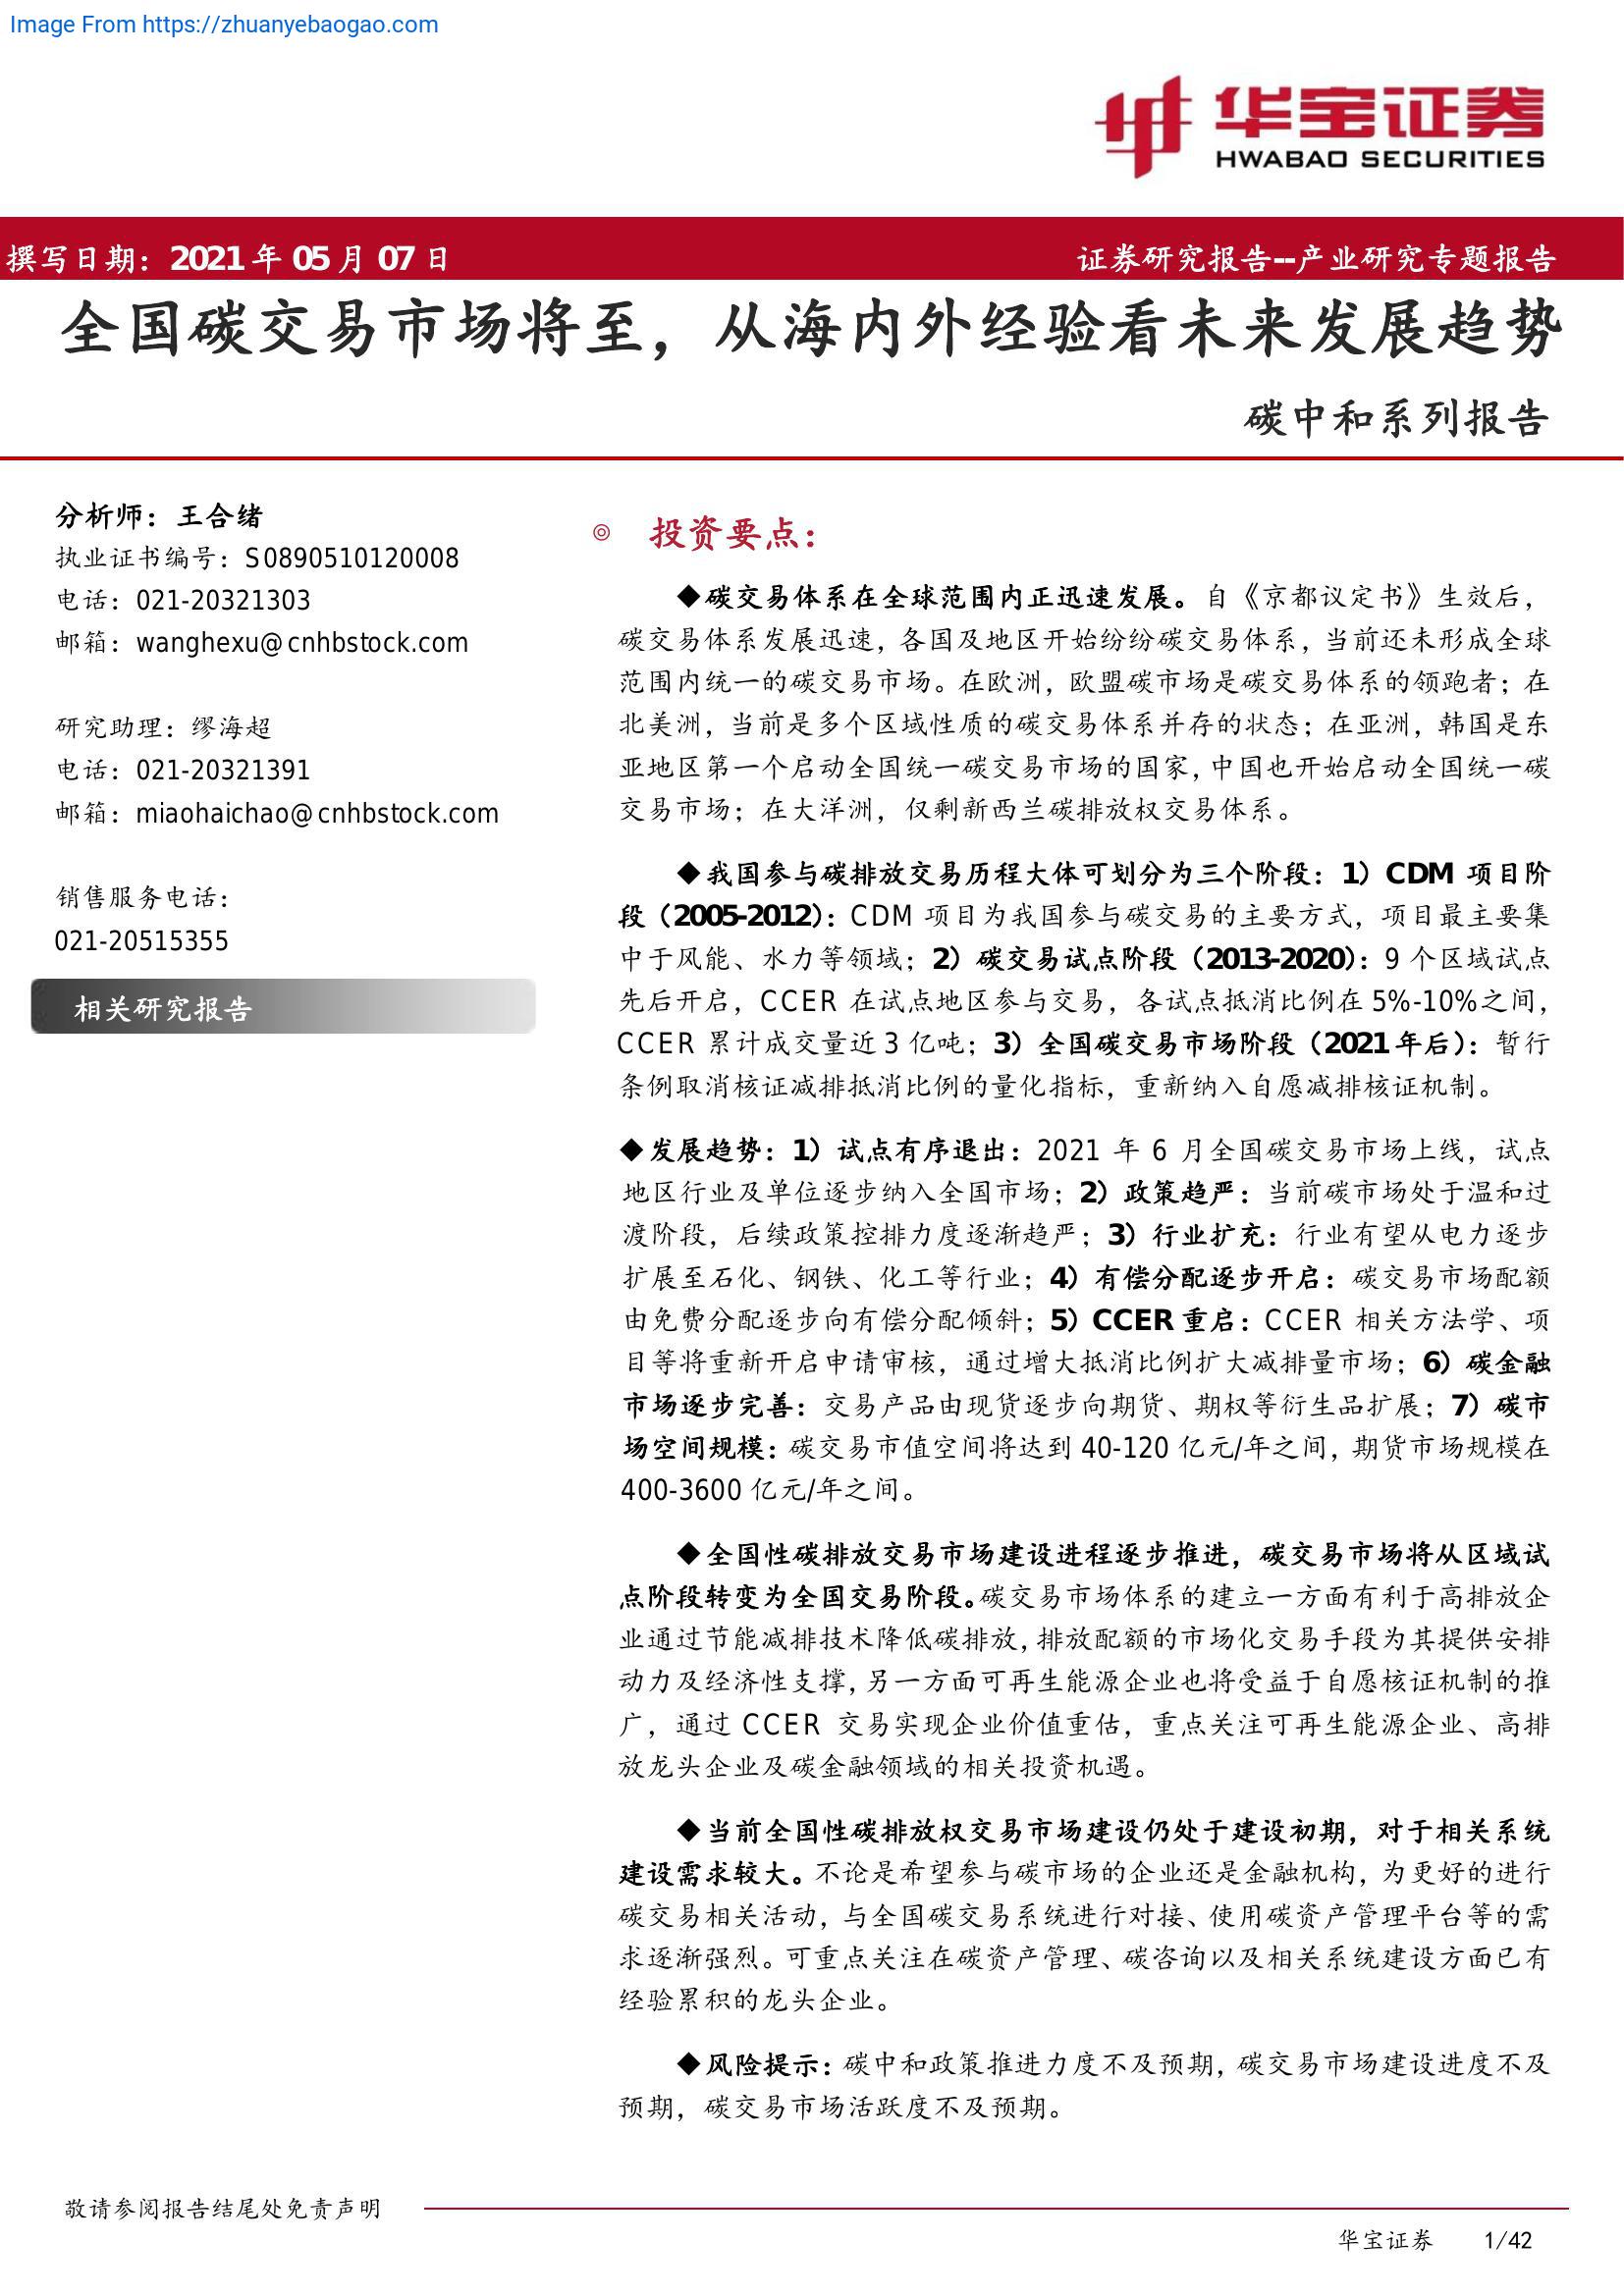 Image From https://zhuanyebaogao.com
华宝证券
HWABAO SECURITIES
撰写日期：2021 年 05 月 07 日
证券研究报告--产业研究专题报告
全国碳交易市场将至，从海内外经验看未来发展趋势
碳中和系列报告
分析师：王合绪
执业证书编号：S0890510120008
电话：021-20321303
邮箱：wanghexu@cnhbstock.com
研究助理：缪海超
电话：021-20321391
邮箱：miaohaichao@cnhbstock.com
销售服务电话：
021-20515355
相关研究报告
◎ 投资要点：
◆碳交易体系在全球范围内正迅速发展。自《京都议定书》生效后，
碳交易体系发展迅速，各国及地区开始纷纷碳交易体系，当前还未形成全球
范围内统一的碳交易市场。在欧洲，欧盟碳市场是碳交易体系的领跑者；在
北美洲，当前是多个区域性质的碳交易体系并存的状态；在亚洲，韩国是东
亚地区第一个启动全国统一碳交易市场的国家，中国也开始启动全国统一碳
交易市场；在大洋洲，仅剩新西兰碳排放权交易体系。
◆我国参与碳排放交易历程大体可划分为三个阶段：1）CDM 项目阶
段（2005-2012）：CDM 项目为我国参与碳交易的主要方式，项目最主要集
中于风能、水力等领域；2）碳交易试点阶段（2013-2020）：9 个区域试点
先后开启，CCER 在试点地区参与交易，各试点抵消比例在 5%-10%之间，
CCER 累计成交量近 3 亿吨；3）全国碳交易市场阶段（2021 年后）：暂行
条例取消核证减排抵消比例的量化指标，重新纳入自愿减排核证机制。
◆发展趋势：1）试点有序退出：2021 年 6 月全国碳交易市场上线，试点
地区行业及单位逐步纳入全国市场；2）政策趋严：当前碳市场处于温和过
渡阶段，后续政策控排力度逐渐趋严；3）行业扩充：行业有望从电力逐步
扩展至石化、钢铁、化工等行业；4）有偿分配逐步开启：碳交易市场配额
由免费分配逐步向有偿分配倾斜；5）CCER 重启：CCER 相关方法学、项
目等将重新开启申请审核，通过增大抵消比例扩大减排量市场；6）碳金融
市场逐步完善：交易产品由现货逐步向期货、期权等衍生品扩展；7）碳市
场空间规模：碳交易市值空间将达到 40-120 亿元/年之间，期货市场规模在
400-3600 亿元/年之间。
◆全国性碳排放交易市场建设进程逐步推进，碳交易市场将从区域试
点阶段转变为全国交易阶段。碳交易市场体系的建立一方面有利于高排放企
业通过节能减排技术降低碳排放，排放配额的市场化交易手段为其提供安排
动力及经济性支撑，另一方面可再生能源企业也将受益于自愿核证机制的推
广，通过 CCER 交易实现企业价值重估，重点关注可再生能源企业、高排
放龙头企业及碳金融领域的相关投资机遇。
◆当前全国性碳排放权交易市场建设仍处于建设初期，对于相关系统
建设需求较大。不论是希望参与碳市场的企业还是金融机构，为更好的进行
碳交易相关活动，与全国碳交易系统进行对接、使用碳资产管理平台等的需
求逐渐强烈。可重点关注在碳资产管理、碳咨询以及相关系统建设方面已有
经验累积的龙头企业。
◆风险提示：碳中和政策推进力度不及预期，碳交易市场建设进度不及
预期，碳交易市场活跃度不及预期。
敬请参阅报告结尾处免责声明
华宝证券 1/42